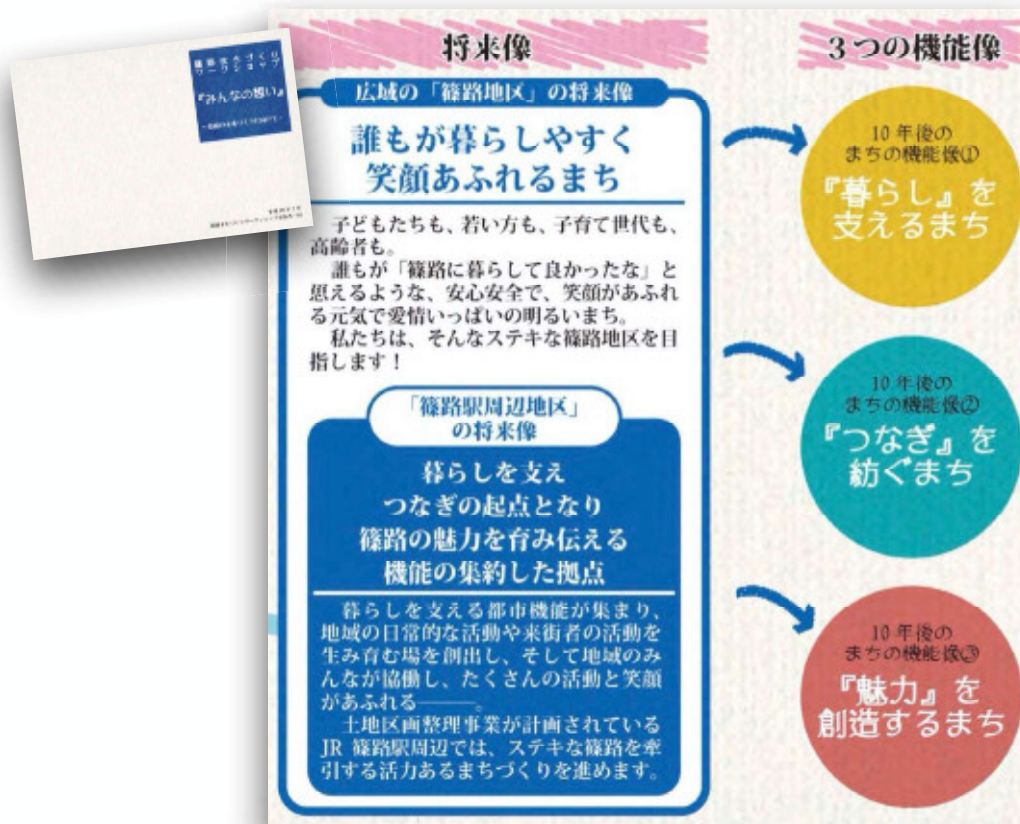 『みんなの想い』
将来像
広域の「篠路地区」の将来像
誰もが暮らしやすく
笑顔あふれるまち
子どもたちも、若い方も、子育て世代も、
高齢者も。
誰もが「篠路に暮らして良かったな」と
思えるような、安心安全で、笑顔があふれ
る元気で愛情いっぱいの明るいまち。
私たちは、そんなステキな篠路地区を目
指します！
「篠路駅周辺地区」
の将来像
暮らしを支え
つなぎの起点となり
篠路の魅力を育み伝える
機能の集約した拠点
暮らしを支える都市機能が集まり、
地域の日常的な活動や来街者の活動を
生み育む場を創出し、そして地域のみ
んなが協働し、たくさんの活動と笑顔
があふれる───。
土地区画整理事業が計画されている
JR 篠路駅周辺では、ステキな篠路を牽
引する活力あるまちづくりを進めます。
3つの機能像
10年後の
まちの機能像①
『暮らし』を
支えるまち
10年後の
まちの機能像②
『つなぎ』を
紡ぐまち
10年後の
まちの機能像③
『魅力』を
創造するまち